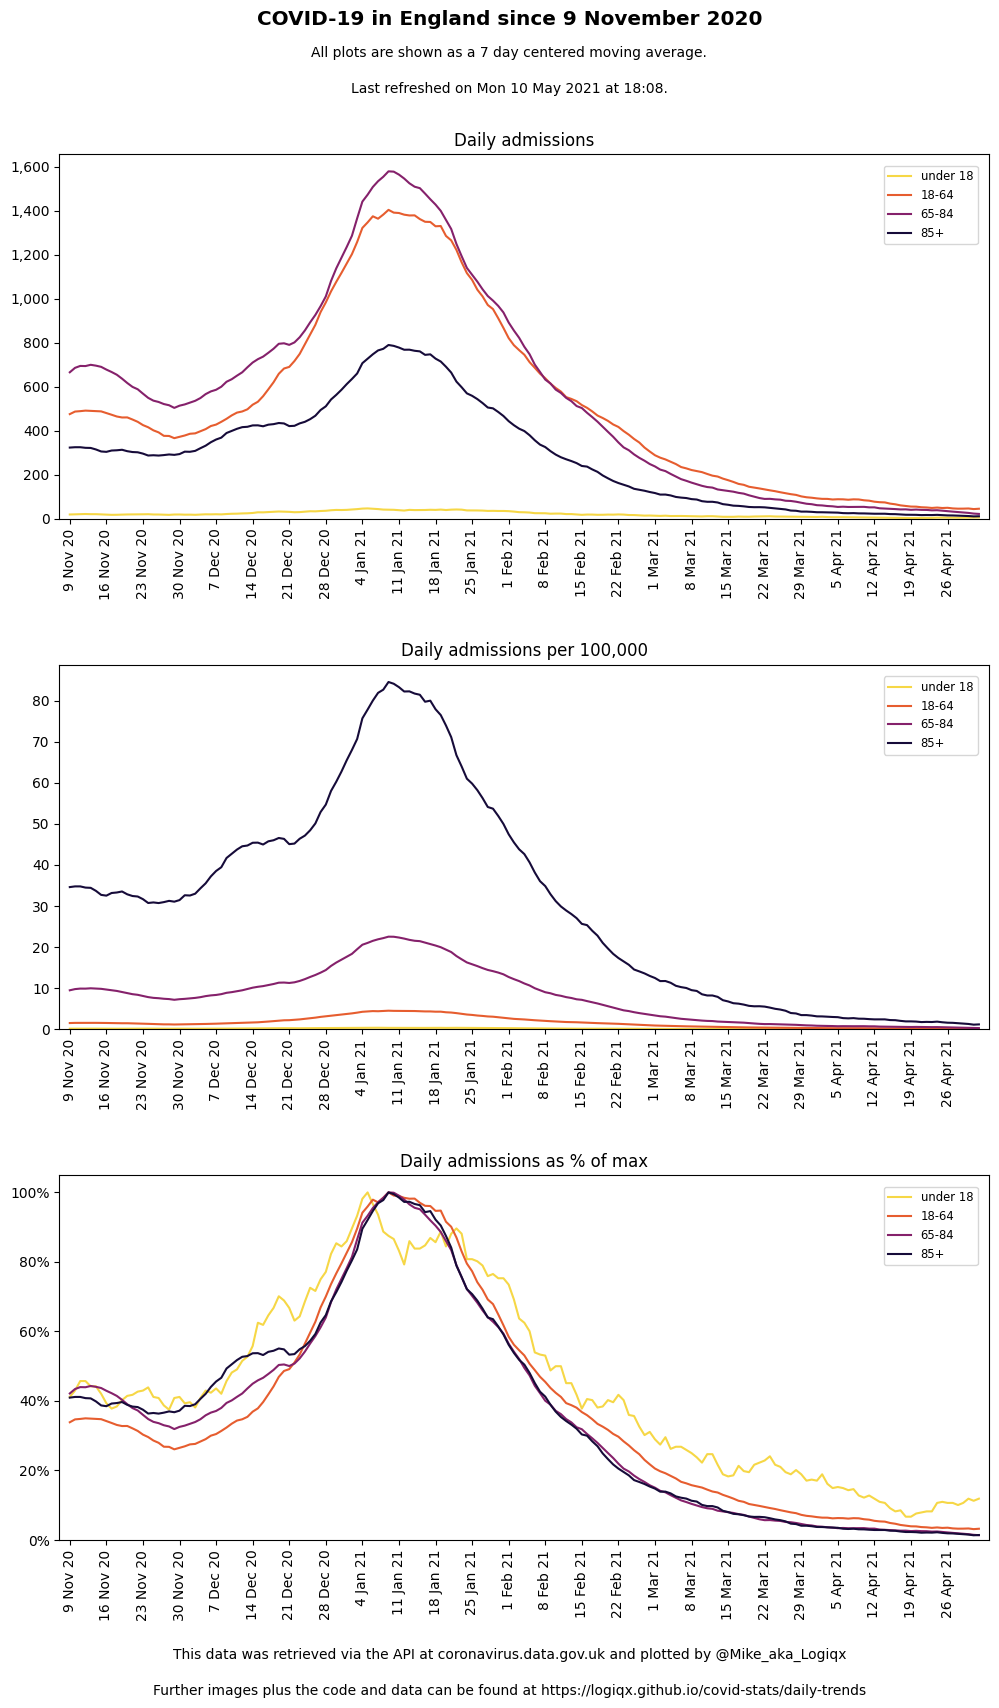 COVID-19 in England since 9 November 2020
All plots are shown as a 7 day centered moving average.
Last refreshed on Mon 10 May 2021 at 18:08.
Daily admissions
1,600
1,400
1,200
1,000
800
600
400
200
0
under 18
18-64
65-84
85+
9 Nov 20
16 Nov 20
23 Nov 20
30 Nov 20
7 Dec 20
14 Dec 20
21 Dec 20
28 Dec 20
4 Jan 21
11 Jan 21
18 Jan 21
25 Jan 21
1 Feb 21
8 Feb 21
15 Feb 21
22 Feb 21
1 Mar 21
8 Mar 21
15 Mar 21
22 Mar 21
29 Mar 21
5 Apr 21
12 Apr 21
19 Apr 21
26 Apr 21
Daily admissions per 100,000
80
70
60
50
40
30
20
10
0
under 18
18-64
65-84
85+
9 Nov 20
16 Nov 20
23 Nov 20
30 Nov 20
7 Dec 20
14 Dec 20
21 Dec 20
28 Dec 20
4 Jan 21
11 Jan 21
18 Jan 21
25 Jan 21
1 Feb 21
8 Feb 21
15 Feb 21
22 Feb 21
1 Mar 21
8 Mar 21
15 Mar 21
22 Mar 21
29 Mar 21
5 Apr 21
12 Apr 21
19 Apr 21
26 Apr 21
Daily admissions as % of max
100%
80%
60%
40%
20%
0%
under 18
18-64
65-84
85+
9 Nov 20
16 Nov 20
23 Nov 20
30 Nov 20
7 Dec 20
14 Dec 20
21 Dec 20
28 Dec 20
4 Jan 21
11 Jan 21
18 Jan 21
25 Jan 21
1 Feb 21
8 Feb 21
15 Feb 21
22 Feb 21
1 Mar 21
8 Mar 21
15 Mar 21
22 Mar 21
29 Mar 21
5 Apr 21
12 Apr 21
19 Apr 21
26 Apr 21
This data was retrieved via the API at coronavirus.data.gov.uk and plotted by @Mike_aka_Logiqx
Further images plus the code and data can be found at https://logiqx.github.io/covid-stats/daily-trends